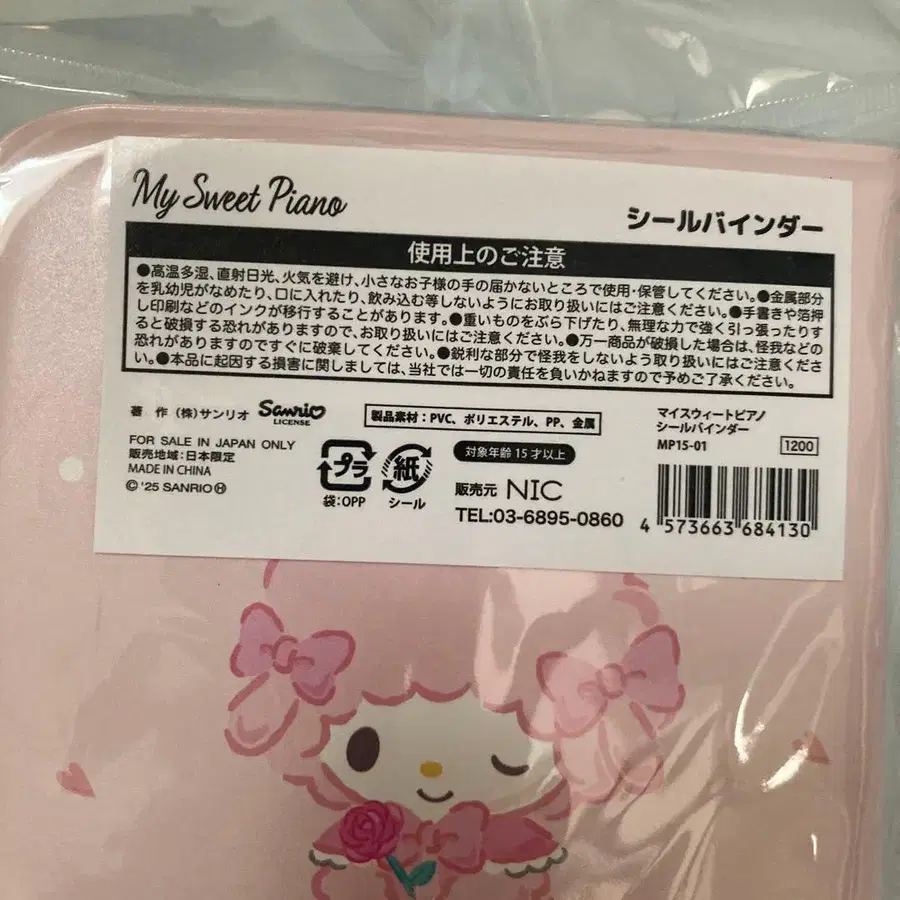 My Sweet Piano
シールバインダー
使用上のご注意
●高温多湿、直射日光、火気を避け、小さなお子様の手の届かないところで使用・保管してください。●金属部分
を乳幼児がなめたり、口に入れたり、飲み込む等しないようにお取り扱いにはご注意ください。●手書きや箔押
し印刷などのインクが移行することがあります。●重いものをぶら下げたり、無理な力で強く引っ張ったりす
ると破損する恐れがありますので、お取り扱いにはご注意ください。●万一商品が破損した場合は、怪我などの
恐れがありますのですぐに破棄してください。●鋭利な部分で怪我をしないよう取り扱いにはご注意くださ
い。●本品に起因する損害に関しましては、当社では一切の責任を負いかねますので予めご了承ください。
著 作 (株)サンリオ Sanrio
LICENSE
FOR SALE IN JAPAN ONLY
販売地域:日本限定
MADE IN CHINA
©'25 SANRIO Ⓗ
製品素材:PVC、ポリエステル、PP、金属
プラ
袋:OPP
紙
シール
対象年齢15才以上
販売元 NIC
TEL:03-6895-0860
マイスウィートピアノ
シールバインダー
MP15-01
1200
4 573663 684130